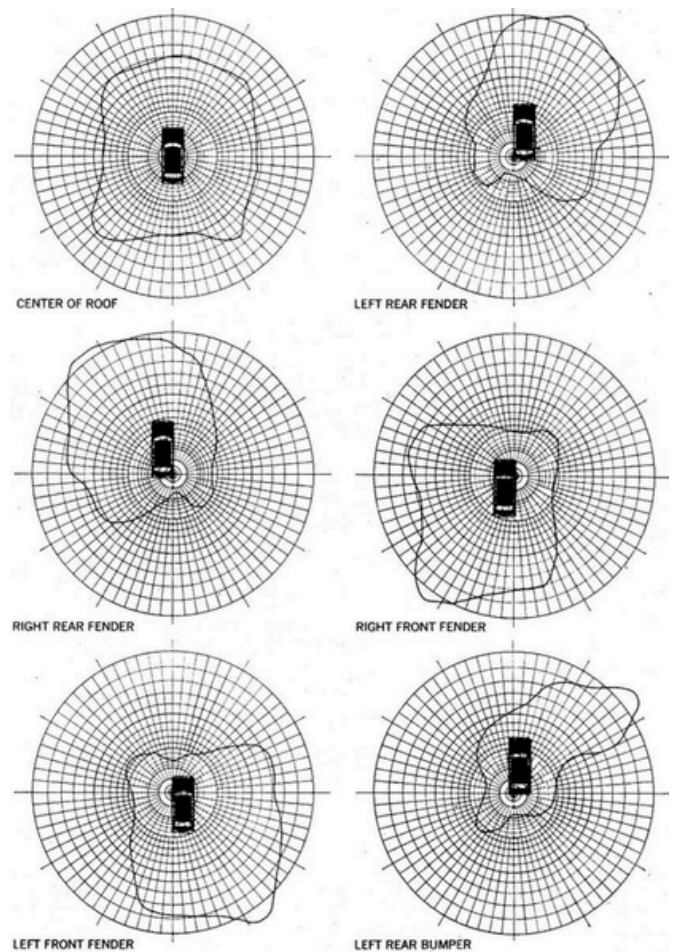 CENTER OF ROOF
LEFT REAR FENDER
RIGHT REAR FENDER
RIGHT FRONT FENDER
LEFT FRONT FENDER
LEFT REAR BUMPER